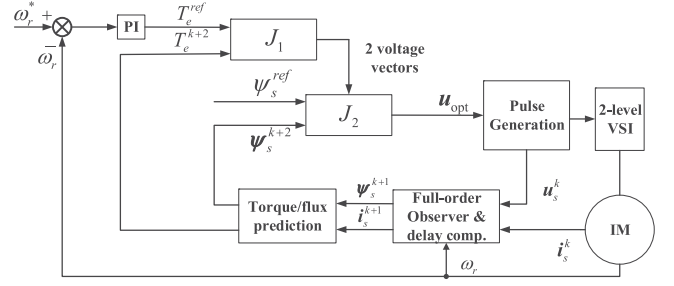 ω_r^* +
−
ω_r
PI
T_e^{ref}
T_e^{k+2}
J_1
2 voltage
vectors
ψ_s^{ref}
ψ_s^{k+2}
J_2
u_opt
Pulse
Generation
2-level
VSI
u_s^k
ψ_s^{k+1}
i_s^{k+1}
Torque/flux
prediction
Full-order
Observer &
delay comp.
IM
i_s^k
ω_r